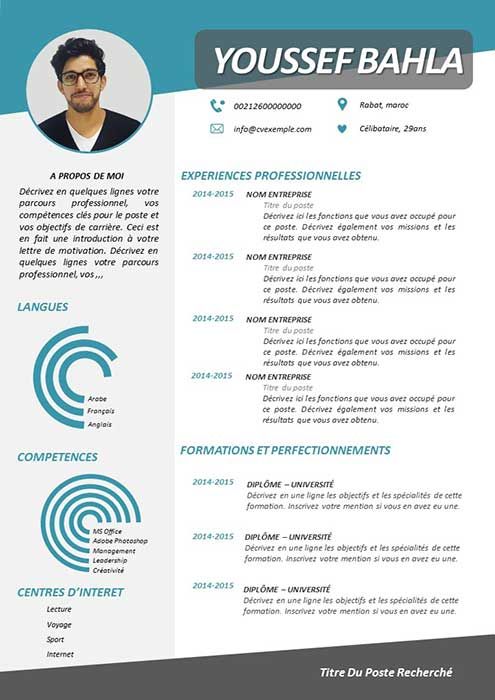 YOUSSEF BAHLA
00212600000000
Rabat, maroc
info@cvexemple.com
Célibataire, 29ans
A PROPOS DE MOI
Décrivez en quelques lignes votre
parcours professionnel, vos
compétences clés pour le poste et
vos objectifs de carrière. Ceci est
en fait une introduction à votre
lettre de motivation. Décrivez en
quelques lignes votre parcours
professionnel, vos ,,,
LANGUES
Arabe
Français
Anglais
COMPETENCES
MS Office
Adobe Photoshop
Management
Leadership
Créativité
CENTRES D'INTERET
Lecture
Voyage
Sport
Internet
EXPERIENCES PROFESSIONNELLES
2014-2015 NOM ENTREPRISE
Titre du poste
Décrivez ici les fonctions que vous avez occupé pour
ce poste. Décrivez également vos missions et les
résultats que vous avez obtenu.
2014-2015 NOM ENTREPRISE
Titre du poste
Décrivez ici les fonctions que vous avez occupé pour
ce poste. Décrivez également vos missions et les
résultats que vous avez obtenu.
2014-2015 NOM ENTREPRISE
Titre du poste
Décrivez ici les fonctions que vous avez occupé pour
ce poste. Décrivez également vos missions et les
résultats que vous avez obtenu.
2014-2015 NOM ENTREPRISE
Titre du poste
Décrivez ici les fonctions que vous avez occupé pour
ce poste. Décrivez également vos missions et les
résultats que vous avez obtenu.
FORMATIONS ET PERFECTIONNEMENTS
2014-2015 DIPLÔME – UNIVERSITÉ
Décrivez en une ligne les objectifs et les spécialités de cette
formation. Inscrivez votre mention si vous en avez eu une.
2014-2015 DIPLÔME – UNIVERSITÉ
Décrivez en une ligne les objectifs et les spécialités de cette
formation. Inscrivez votre mention si vous en avez eu une.
2014-2015 DIPLÔME – UNIVERSITÉ
Décrivez en une ligne les objectifs et les spécialités de cette
formation. Inscrivez votre mention si vous en avez eu une.
Titre Du Poste Recherché